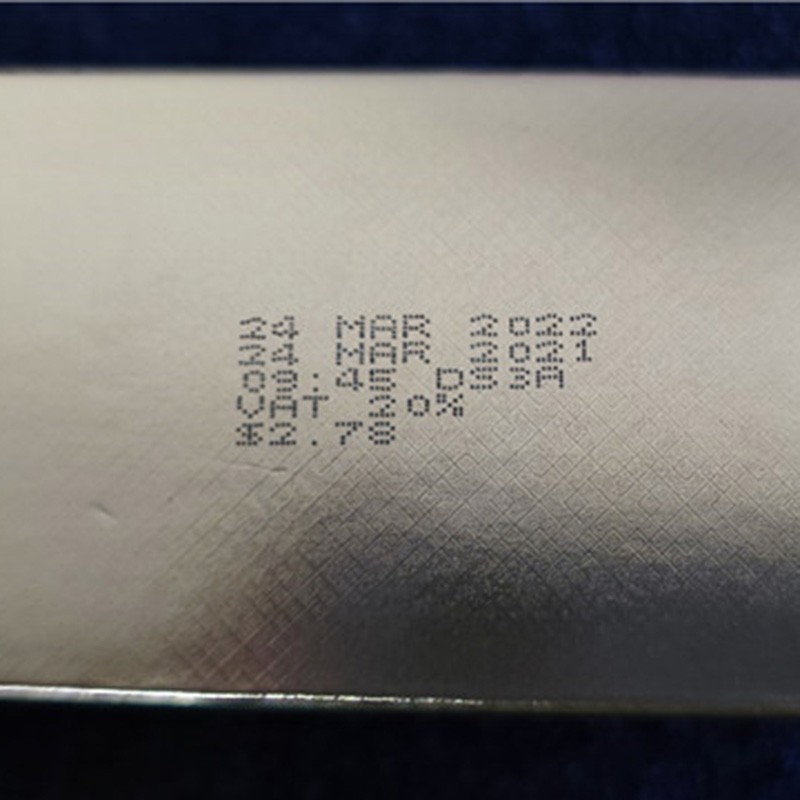 24 MAR 2022
24 MAR 2021
09:45 DS3A
VAT 20%
$2.78